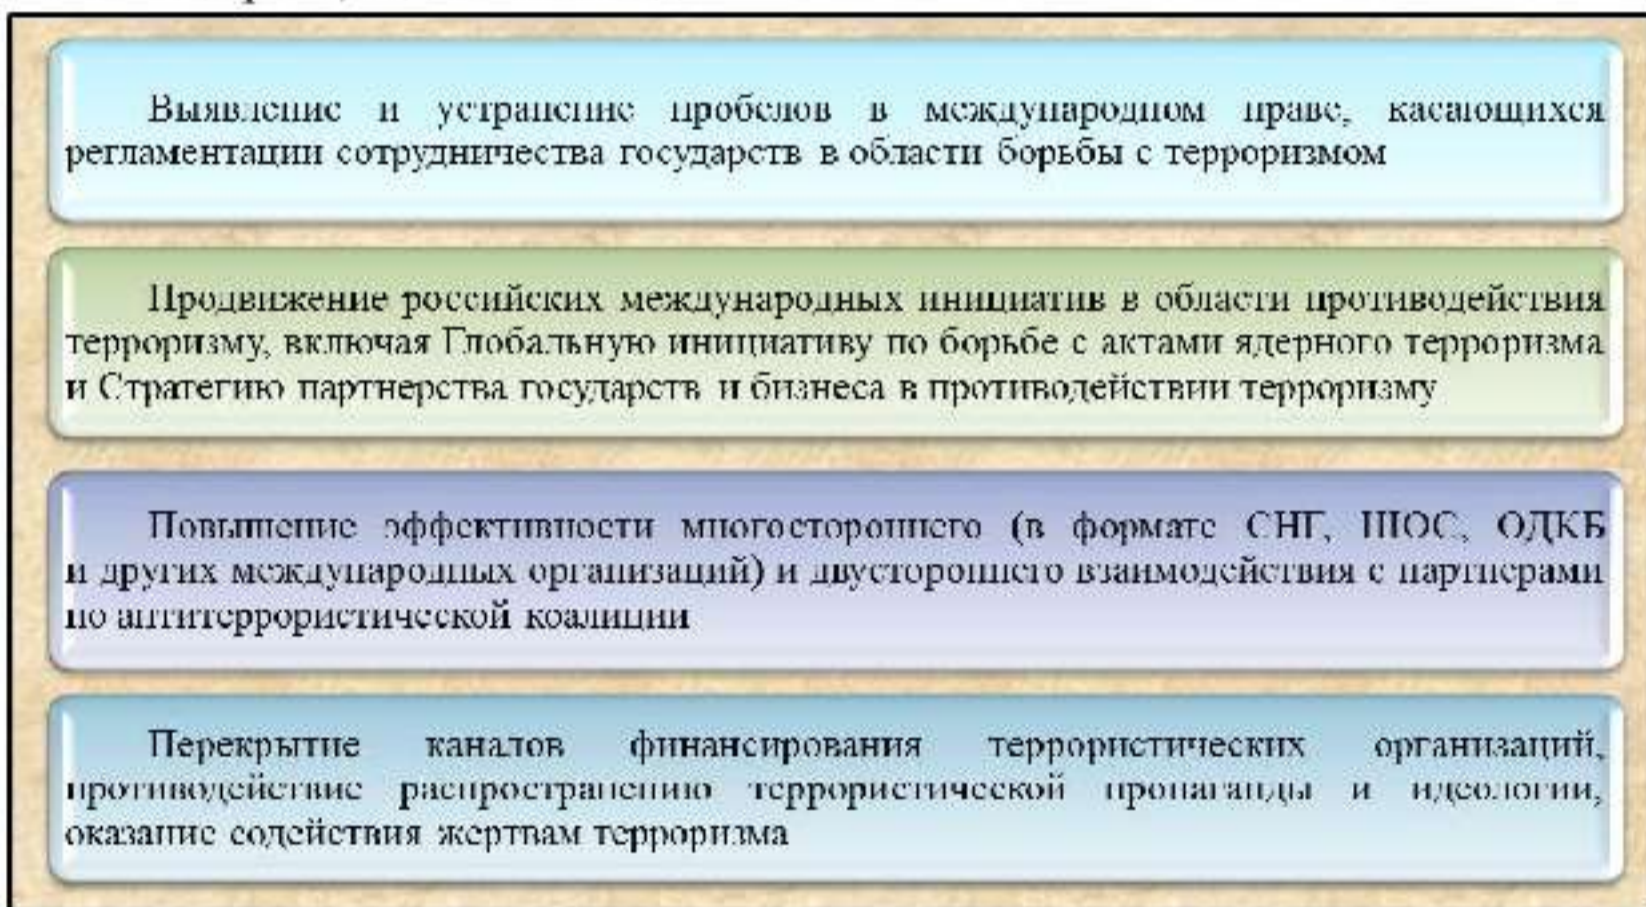 Выявление и устранение пробелов в международном праве, касающихся
регламентации сотрудничества государств в области борьбы с терроризмом
Продвижение российских международных инициатив в области противодействия
терроризму, включая Глобальную инициативу по борьбе с актами ядерного терроризма
и Стратегию партнерства государств и бизнеса в противодействии терроризму
Повышение эффективности многостороннего (в формате СНГ, ШОС, ОДКБ
и других международных организаций) и двустороннего взаимодействия с партнерами
по антитеррористической коалиции
Перекрытие каналов финансирования террористических организаций,
противодействие распространению террористической пропаганды и идеологии,
оказание содействия жертвам терроризма